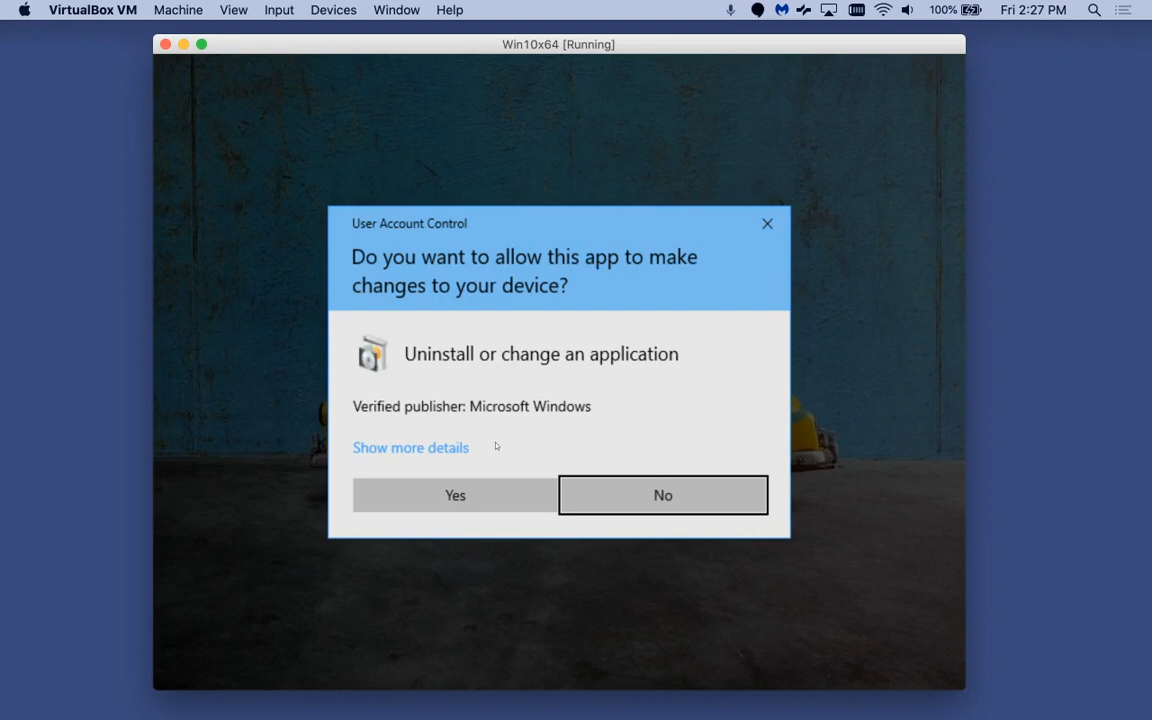 VirtualBox VM Machine View Input Devices Window Help 100% Fri 2:27 PM
Win10x64 [Running]
User Account Control
Do you want to allow this app to make
changes to your device?
Uninstall or change an application
Verified publisher: Microsoft Windows
Show more details
Yes No